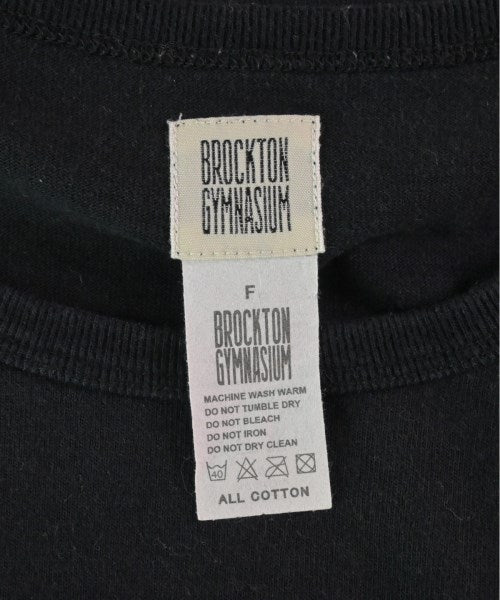 BROCKTON
GYMNASIUM
F
BROCKTON
GYMNASIUM
MACHINE WASH WARM
DO NOT TUMBLE DRY
DO NOT BLEACH
DO NOT IRON
DO NOT DRY CLEAN
40
ALL COTTON